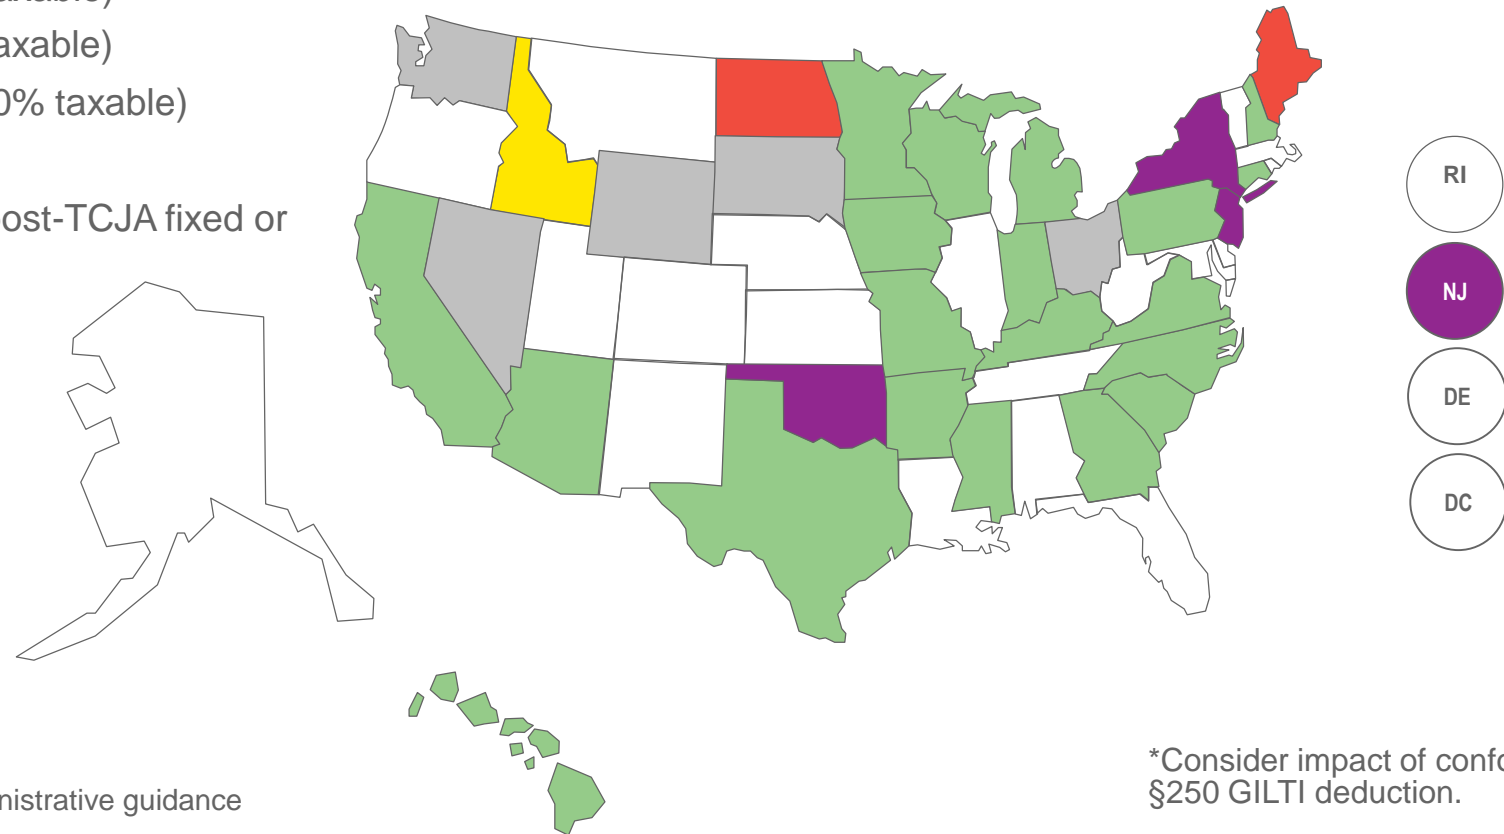 axable)
0% taxable)
post-TCJA fixed or
RI
NJ
DE
DC
*Consider impact of confo
§250 GILTI deduction.
nistrative guidance